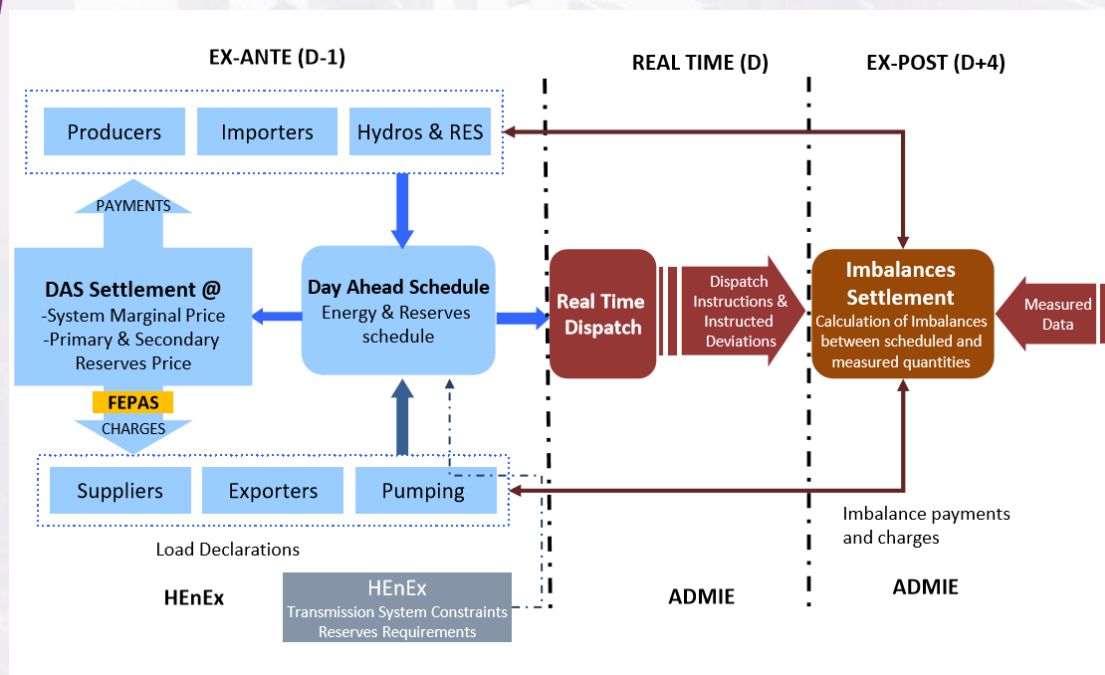 EX-ANTE (D-1)
REAL TIME (D)
EX-POST (D+4)
Producers
Importers
Hydros & RES
PAYMENTS
DAS Settlement @
-System Marginal Price
-Primary & Secondary
Reserves Price
FEPAS
CHARGES
Day Ahead Schedule
Energy & Reserves
schedule
Real Time
Dispatch
Dispatch
Instructions &
Instructed
Deviations
Imbalances
Settlement
Calculation of Imbalances
between scheduled and
measured quantities
Measured
Data
Suppliers
Exporters
Pumping
Load Declarations
HEnEx
HEnEx
Transmission System Constraints
Reserves Requirements
ADMIE
Imbalance payments
and charges
ADMIE